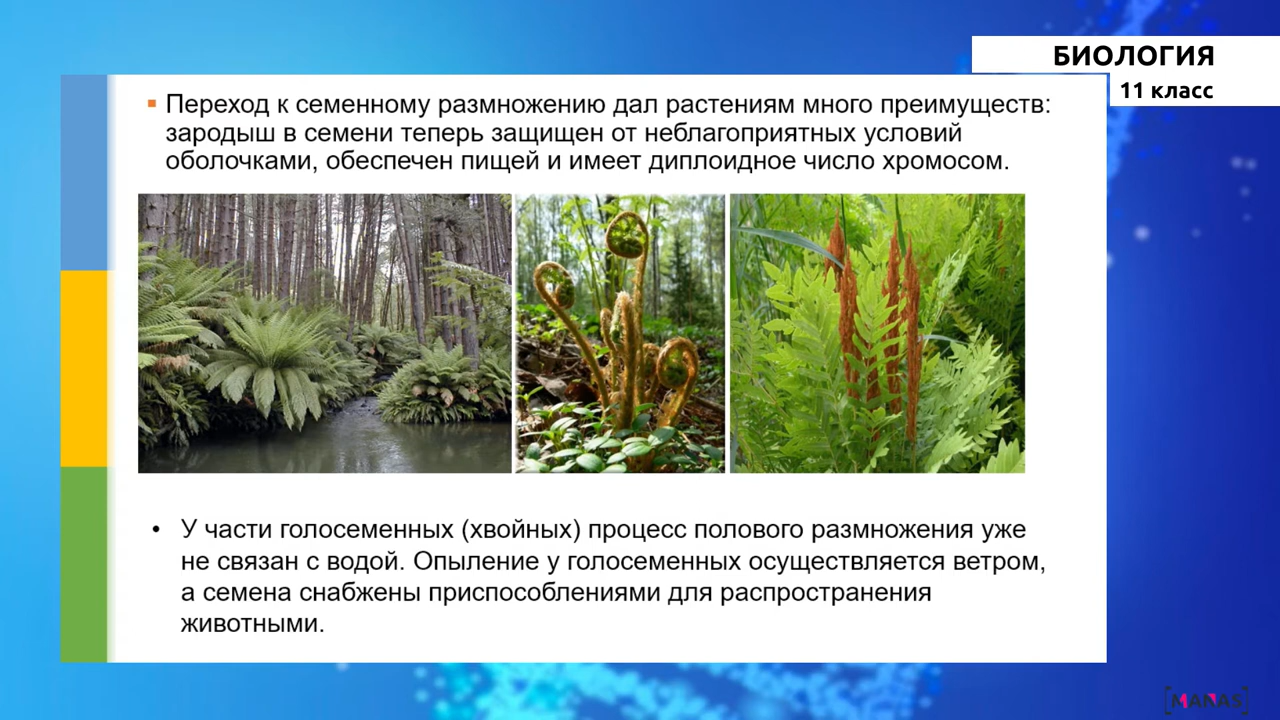 БИОЛОГИЯ
11 класс
▪ Переход к семенному размножению дал растениям много преимуществ:
зародыш в семени теперь защищен от неблагоприятных условий
оболочками, обеспечен пищей и имеет диплоидное число хромосом.
• У части голосеменных (хвойных) процесс полового размножения уже
не связан с водой. Опыление у голосеменных осуществляется ветром,
а семена снабжены приспособлениями для распространения
животными.
[MANAS]